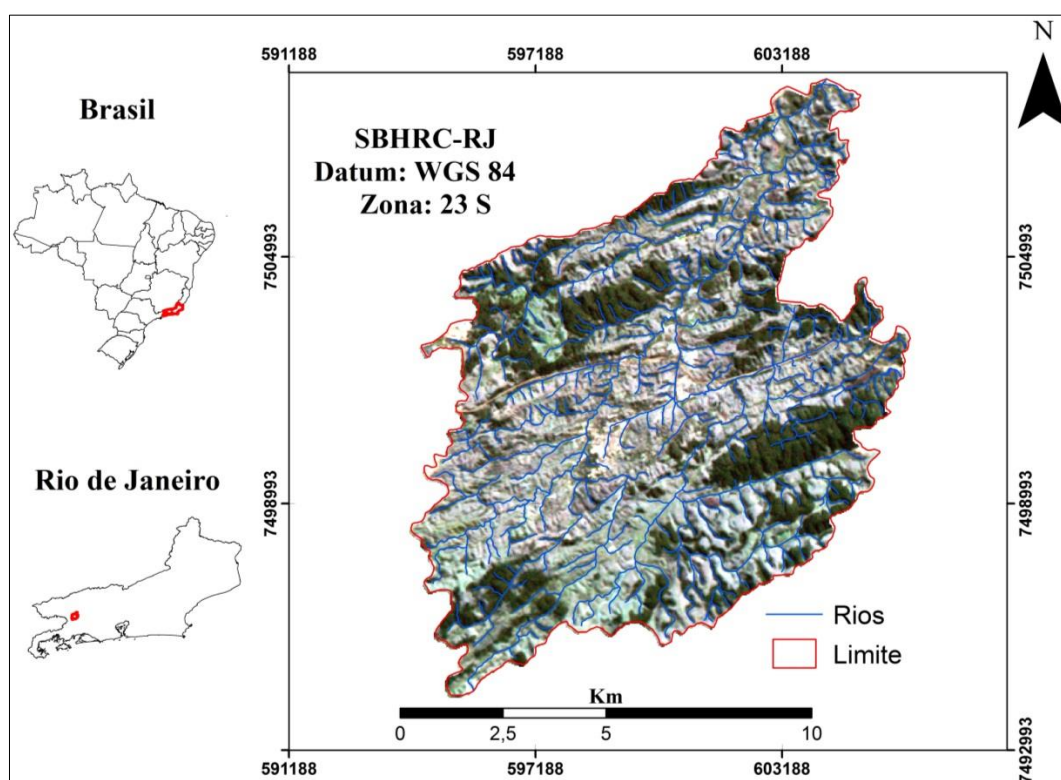 591188
597188
603188
N
Brasil
SBHRC-RJ
Datum: WGS 84
Zona: 23 S
7504993
7504993
Rio de Janeiro
7498993
7498993
Rios
Limite
Km
0
2,5
5
10
7492993
591188
597188
603188